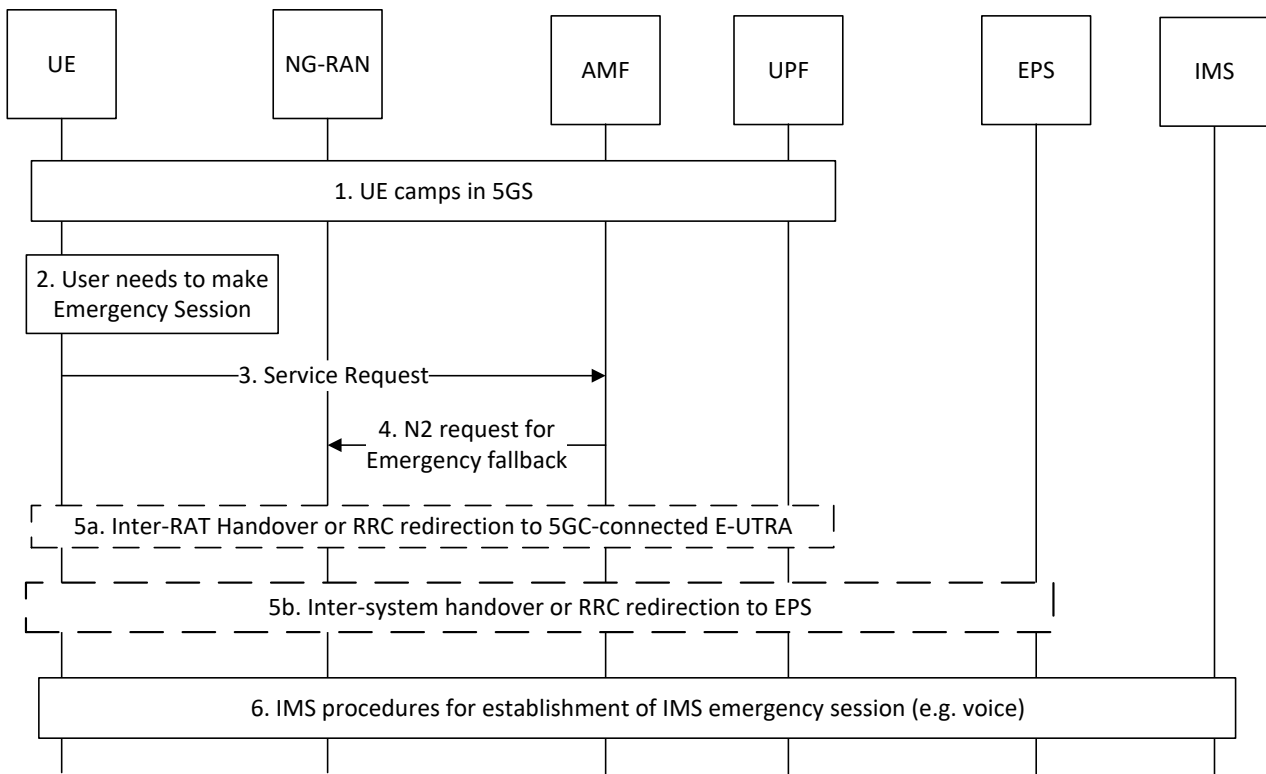 UE
NG-RAN
AMF
UPF
EPS
IMS
1. UE camps in 5GS
2. User needs to make
Emergency Session
3. Service Request
4. N2 request for
Emergency fallback
5a. Inter-RAT Handover or RRC redirection to 5GC-connected E-UTRA
5b. Inter-system handover or RRC redirection to EPS
6. IMS procedures for establishment of IMS emergency session (e.g. voice)